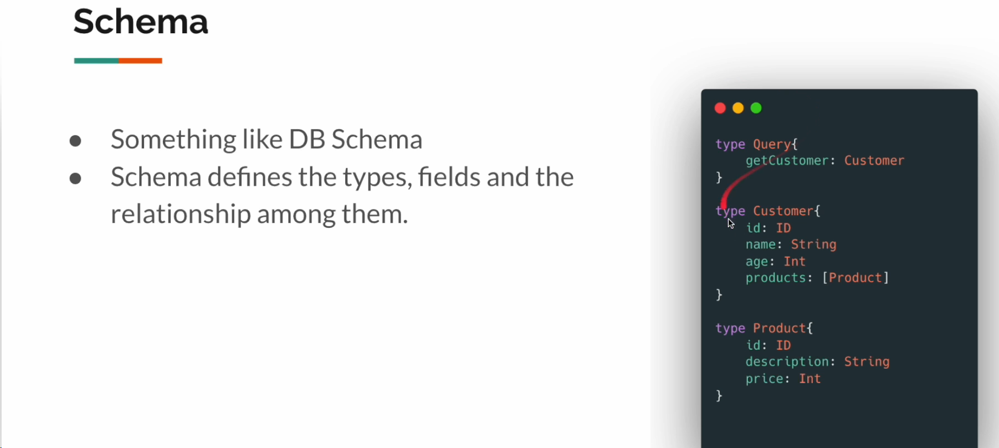 Schema
● Something like DB Schema
● Schema defines the types, fields and the
relationship among them.
type Query{
    getCustomer: Customer
}
type Customer{
    id: ID
    name: String
    age: Int
    products: [Product]
}
type Product{
    id: ID
    description: String
    price: Int
}